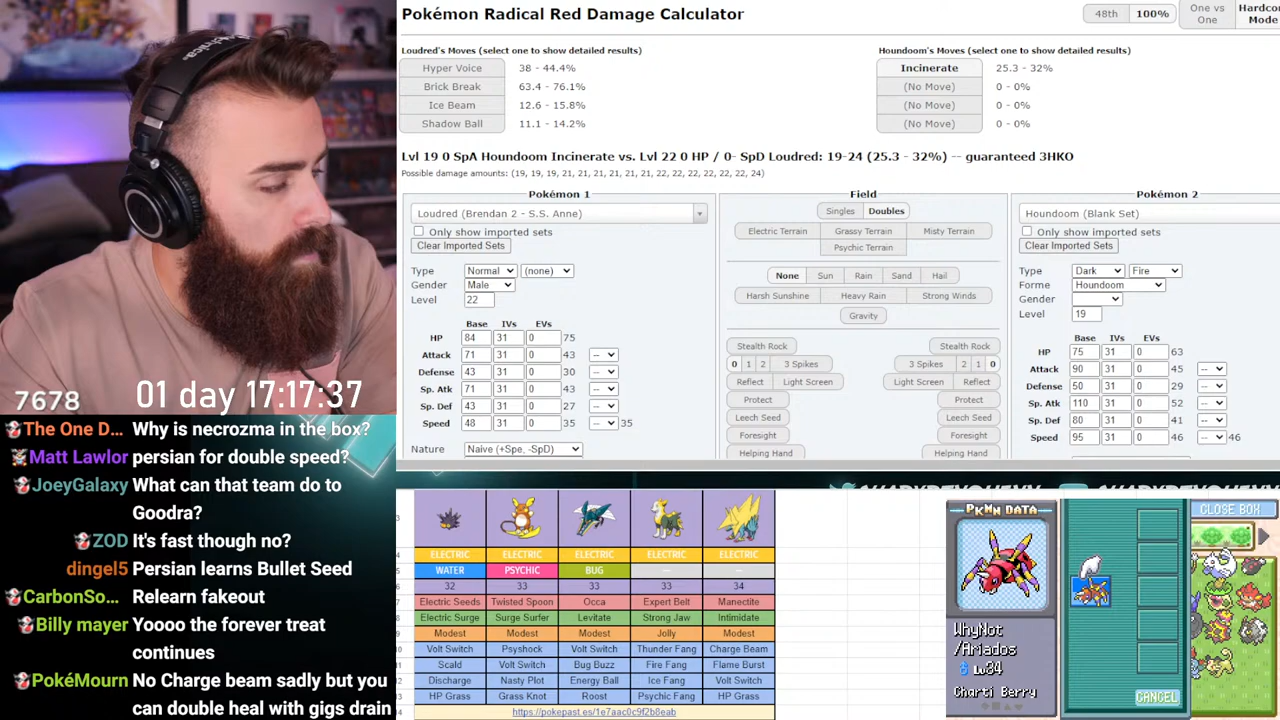 Pokémon Radical Red Damage Calculator
48th 100%
One vs One
Hardcore Mode
Loudred's Moves (select one to show detailed results)
Hyper Voice 38 - 44.4%
Brick Break 63.4 - 76.1%
Ice Beam 12.6 - 15.8%
Shadow Ball 11.1 - 14.2%
Houndoom's Moves (select one to show detailed results)
Incinerate 25.3 - 32%
(No Move) 0 - 0%
(No Move) 0 - 0%
(No Move) 0 - 0%
Lvl 19 0 SpA Houndoom Incinerate vs. Lvl 22 0 HP / 0- SpD Loudred: 19-24 (25.3 - 32%) -- guaranteed 3HKO
Possible damage amounts: (19, 19, 19, 21, 21, 21, 21, 21, 21, 22, 22, 22, 22, 22, 22, 24)
Pokémon 1
Loudred (Brendan 2 - S.S. Anne)
Only show imported sets
Clear Imported Sets
Type Normal (none)
Gender Male
Level 22
Base IVs EVs
HP 84 31 0 75
Attack 71 31 0 43 --
Defense 43 31 0 30 --
Sp. Atk 71 31 0 43 --
Sp. Def 43 31 0 27 --
Speed 48 31 0 35 -- 35
Nature Naive (+Spe, -SpD)
Field
Singles Doubles
Electric Terrain Grassy Terrain Misty Terrain
Psychic Terrain
None Sun Rain Sand Hail
Harsh Sunshine Heavy Rain Strong Winds
Gravity
Stealth Rock Stealth Rock
0 1 2 3 Spikes 3 Spikes 2 1 0
Reflect Light Screen Light Screen Reflect
Protect Protect
Leech Seed Leech Seed
Foresight Foresight
Helping Hand Helping Hand
Pokémon 2
Houndoom (Blank Set)
Only show imported sets
Clear Imported Sets
Type Dark Fire
Forme Houndoom
Gender
Level 19
Base IVs EVs
HP 75 31 0 63
Attack 90 31 0 45 --
Defense 50 31 0 29 --
Sp. Atk 110 31 0 52 --
Sp. Def 80 31 0 41 --
Speed 95 31 0 46 -- 46
7678 01 day 17:17:37
The One D... Why is necrozma in the box?
Matt Lawlor persian for double speed?
JoeyGalaxy What can that team do to
Goodra?
ZOD It's fast though no?
dingel5 Persian learns Bullet Seed
CarbonSo... Relearn fakeout
Billy mayer Yoooo the forever treat
continues
PokéMourn No Charge beam sadly but you
can double heal with gigs drain
ELECTRIC ELECTRIC ELECTRIC ELECTRIC ELECTRIC
WATER PSYCHIC BUG — —
32 33 33 33 34
Electric Seeds Twisted Spoon Occa Expert Belt Manectite
Electric Surge Surge Surfer Levitate Strong Jaw Intimidate
Modest Modest Modest Jolly Modest
Volt Switch Psyshock Volt Switch Thunder Fang Charge Beam
Scald Volt Switch Bug Buzz Fire Fang Flame Burst
Discharge Nasty Plot Energy Ball Ice Fang Volt Switch
HP Grass Grass Knot Roost Psychic Fang HP Grass
https://pokepast.es/1e7aac0c9f2b8eab
PKMN DATA
WhyNot
/Ariados
Lv34
Charti Berry
CANCEL
CLOSE BOX